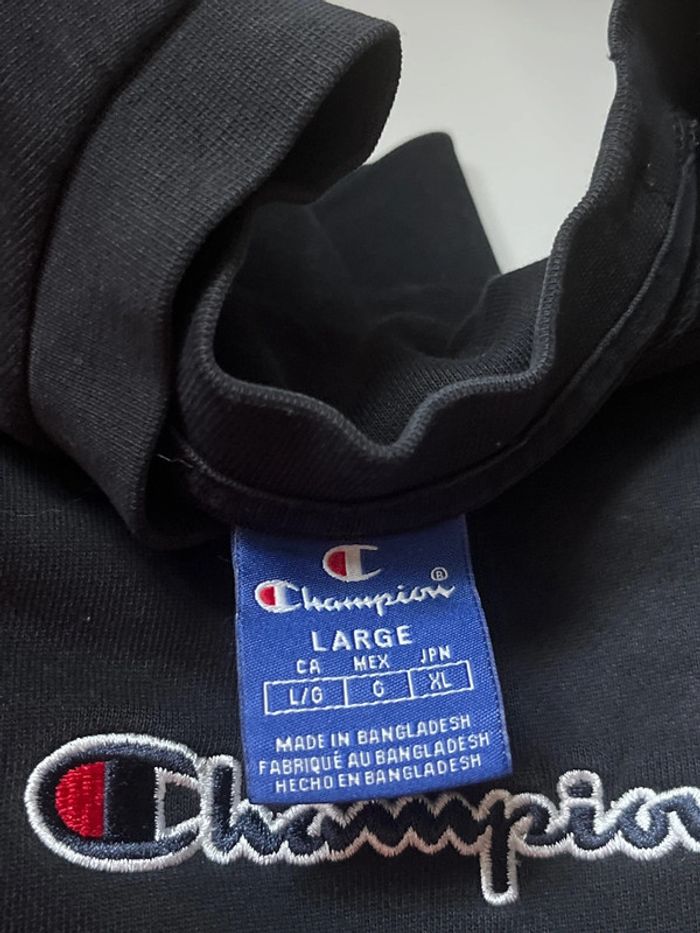 Champion®
LARGE
CA MEX JPN
L/G G XL
MADE IN BANGLADESH
FABRIQUÉ AU BANGLADESH
HECHO EN BANGLADESH
Champion